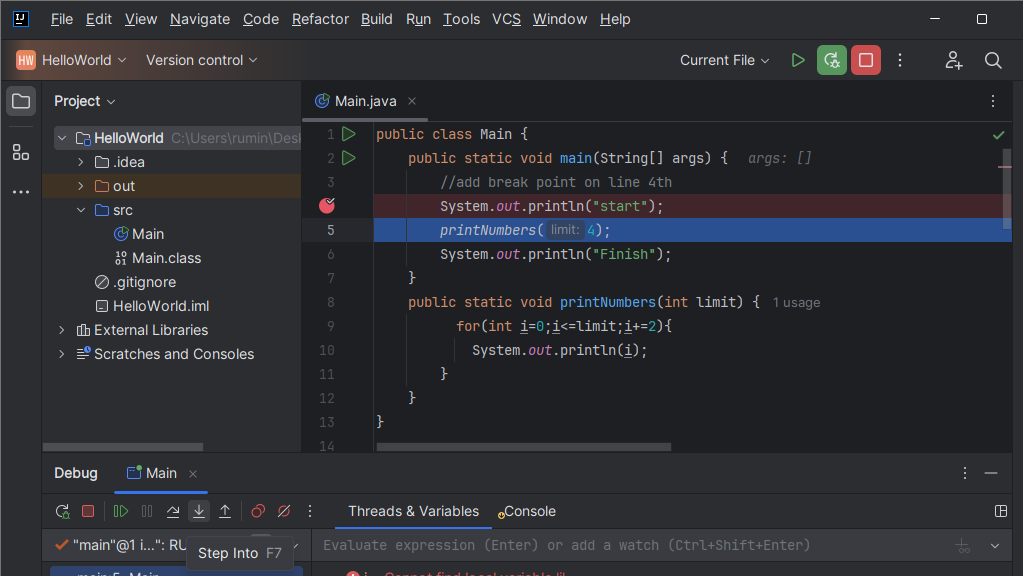 File Edit View Navigate Code Refactor Build Run Tools VCS Window Help
HW HelloWorld Version control Current File
Project
Main.java
HelloWorld C:\Users\rumin\Desk
.idea
out
src
Main
Main.class
.gitignore
HelloWorld.iml
External Libraries
Scratches and Consoles
1 public class Main {
2 public static void main(String[] args) { args: []
3 //add break point on line 4th
System.out.println("start");
5 printNumbers( limit: 4);
6 System.out.println("Finish");
7 }
8 public static void printNumbers(int limit) { 1 usage
9 for(int i=0;i<=limit;i+=2){
10 System.out.println(i);
11 }
12 }
13 }
14
Debug Main
Threads & Variables Console
"main"@1 i...": RU
Evaluate expression (Enter) or add a watch (Ctrl+Shift+Enter)
Step Into F7
main:5, Main
Cannot find local variable